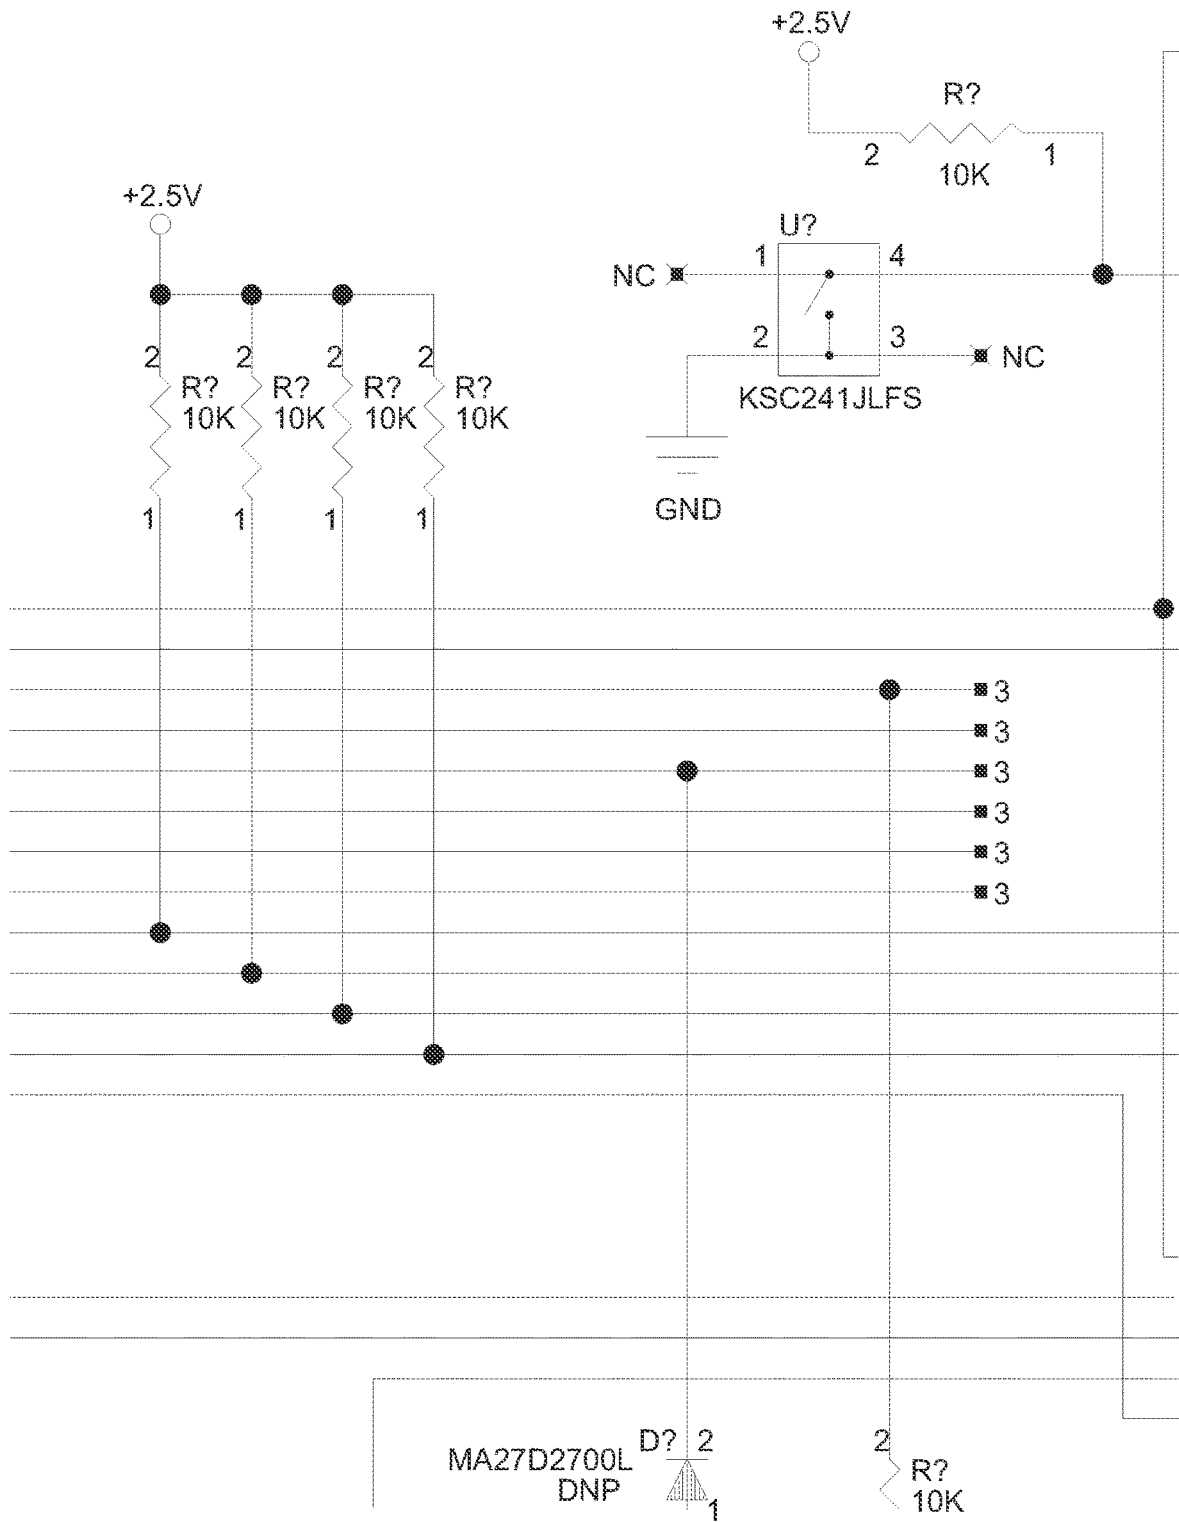 +2.5V
R?
2 1
10K
+2.5V
U?
NC 1 4
2 3 NC
KSC241JLFS
GND
2 2 2 2
R? R? R? R?
10K 10K 10K 10K
1 1 1 1
3
3
3
3
3
3
D? 2 2
MA27D2700L R?
DNP 1 10K